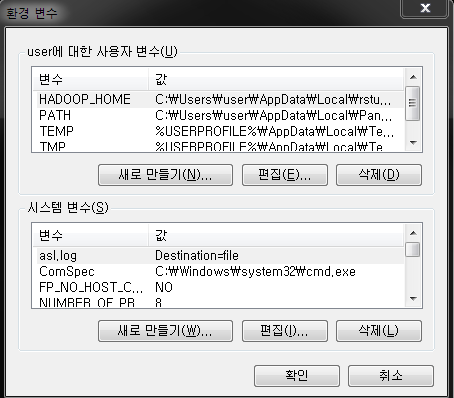 환경 변수
user에 대한 사용자 변수(U)
변수 값
HADOOP_HOME C:₩Users₩user₩AppData₩Local₩rstu...
PATH C:₩Users₩user₩AppData₩Local₩Pan...
TEMP %USERPROFILE%₩AppData₩Local₩Te...
TMP %USERPROFILE%₩AppData₩Local₩Te
새로 만들기(N)... 편집(E)... 삭제(D)
시스템 변수(S)
변수 값
asl.log Destination=file
ComSpec C:₩Windows₩system32₩cmd.exe
FP_NO_HOST_C... NO
NUMBER_OF_PR 8
새로 만들기(W)... 편집(I)... 삭제(L)
확인 취소